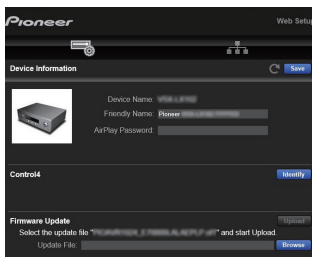 Pioneer
Web Setup
Device Information
Save
Device Name:
Friendly Name: Pioneer
AirPlay Password:
Control4
Identify
Firmware Update
Upload
Select the update file " " and start Upload.
Update File:
Browse